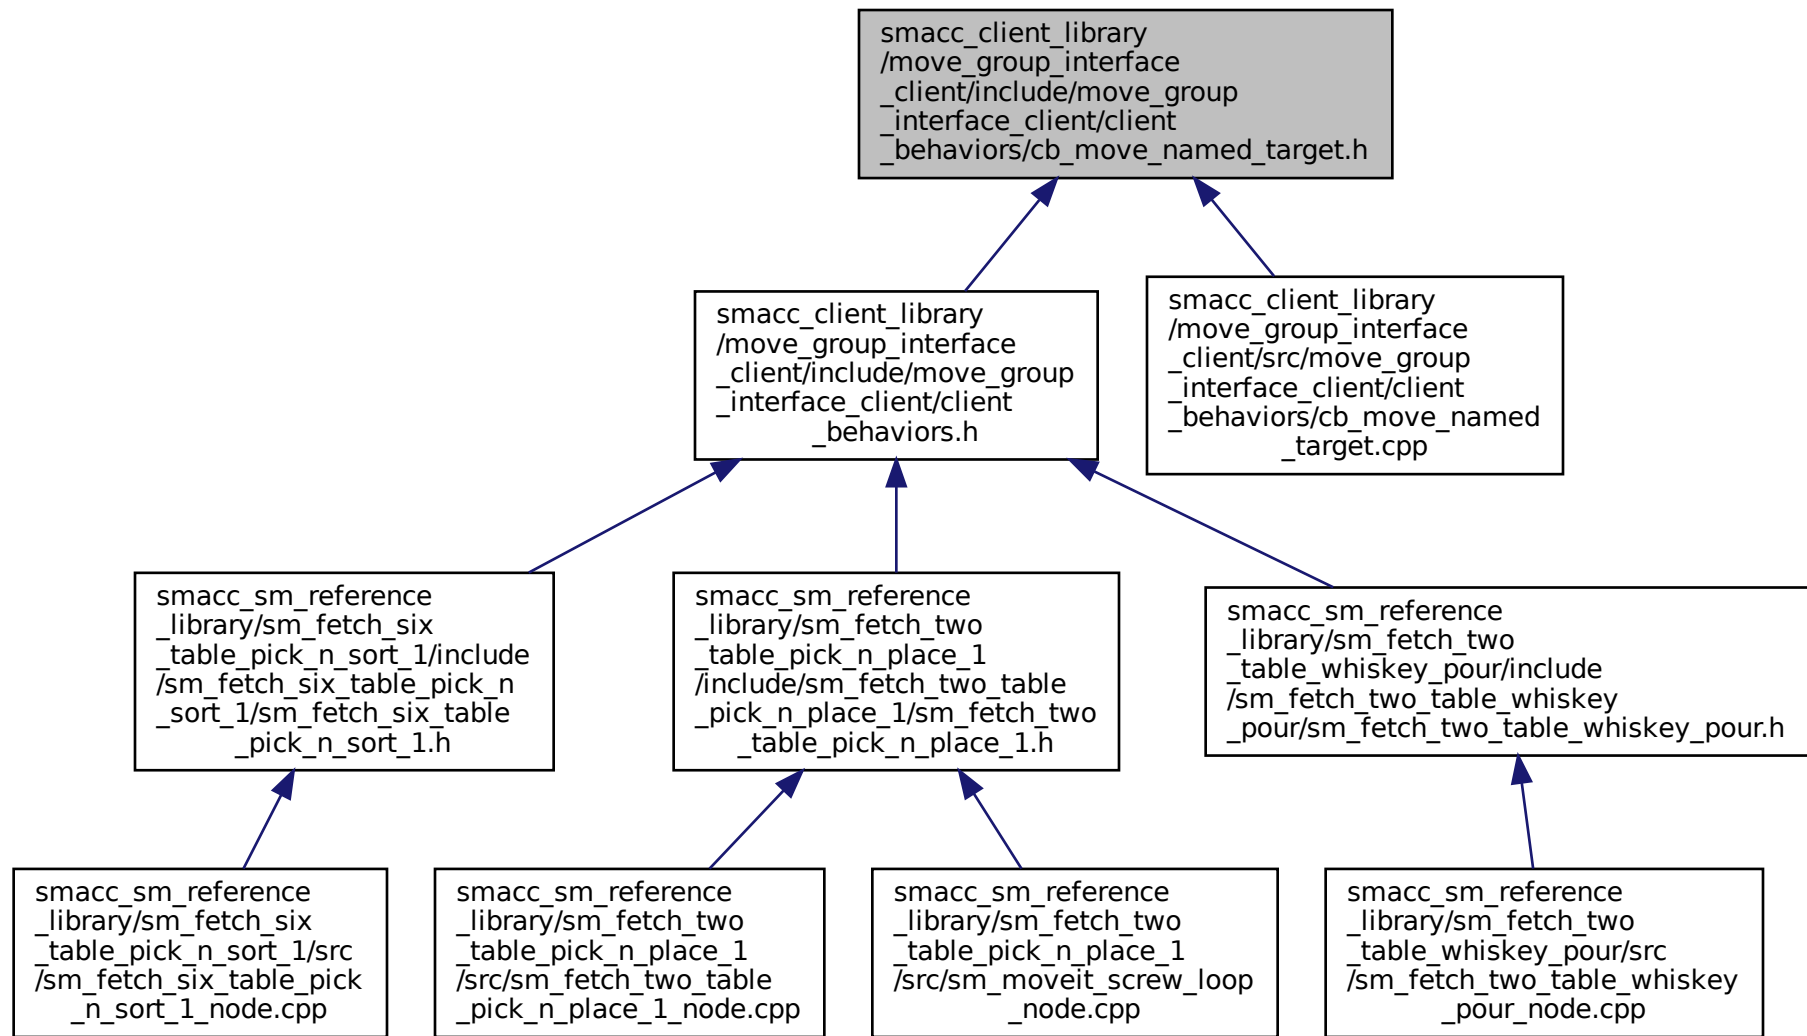 smacc_client_library
/move_group_interface
_client/include/move_group
_interface_client/client
_behaviors/cb_move_named_target.h
smacc_client_library
/move_group_interface
_client/include/move_group
_interface_client/client
_behaviors.h
smacc_client_library
/move_group_interface
_client/src/move_group
_interface_client/client
_behaviors/cb_move_named
_target.cpp
smacc_sm_reference
_library/sm_fetch_six
_table_pick_n_sort_1/include
/sm_fetch_six_table_pick_n
_sort_1/sm_fetch_six_table
_pick_n_sort_1.h
smacc_sm_reference
_library/sm_fetch_two
_table_pick_n_place_1
/include/sm_fetch_two_table
_pick_n_place_1/sm_fetch_two
_table_pick_n_place_1.h
smacc_sm_reference
_library/sm_fetch_two
_table_whiskey_pour/include
/sm_fetch_two_table_whiskey
_pour/sm_fetch_two_table_whiskey_pour.h
smacc_sm_reference
_library/sm_fetch_six
_table_pick_n_sort_1/src
/sm_fetch_six_table_pick
_n_sort_1_node.cpp
smacc_sm_reference
_library/sm_fetch_two
_table_pick_n_place_1
/src/sm_fetch_two_table
_pick_n_place_1_node.cpp
smacc_sm_reference
_library/sm_fetch_two
_table_pick_n_place_1
/src/sm_moveit_screw_loop
_node.cpp
smacc_sm_reference
_library/sm_fetch_two
_table_whiskey_pour/src
/sm_fetch_two_table_whiskey
_pour_node.cpp